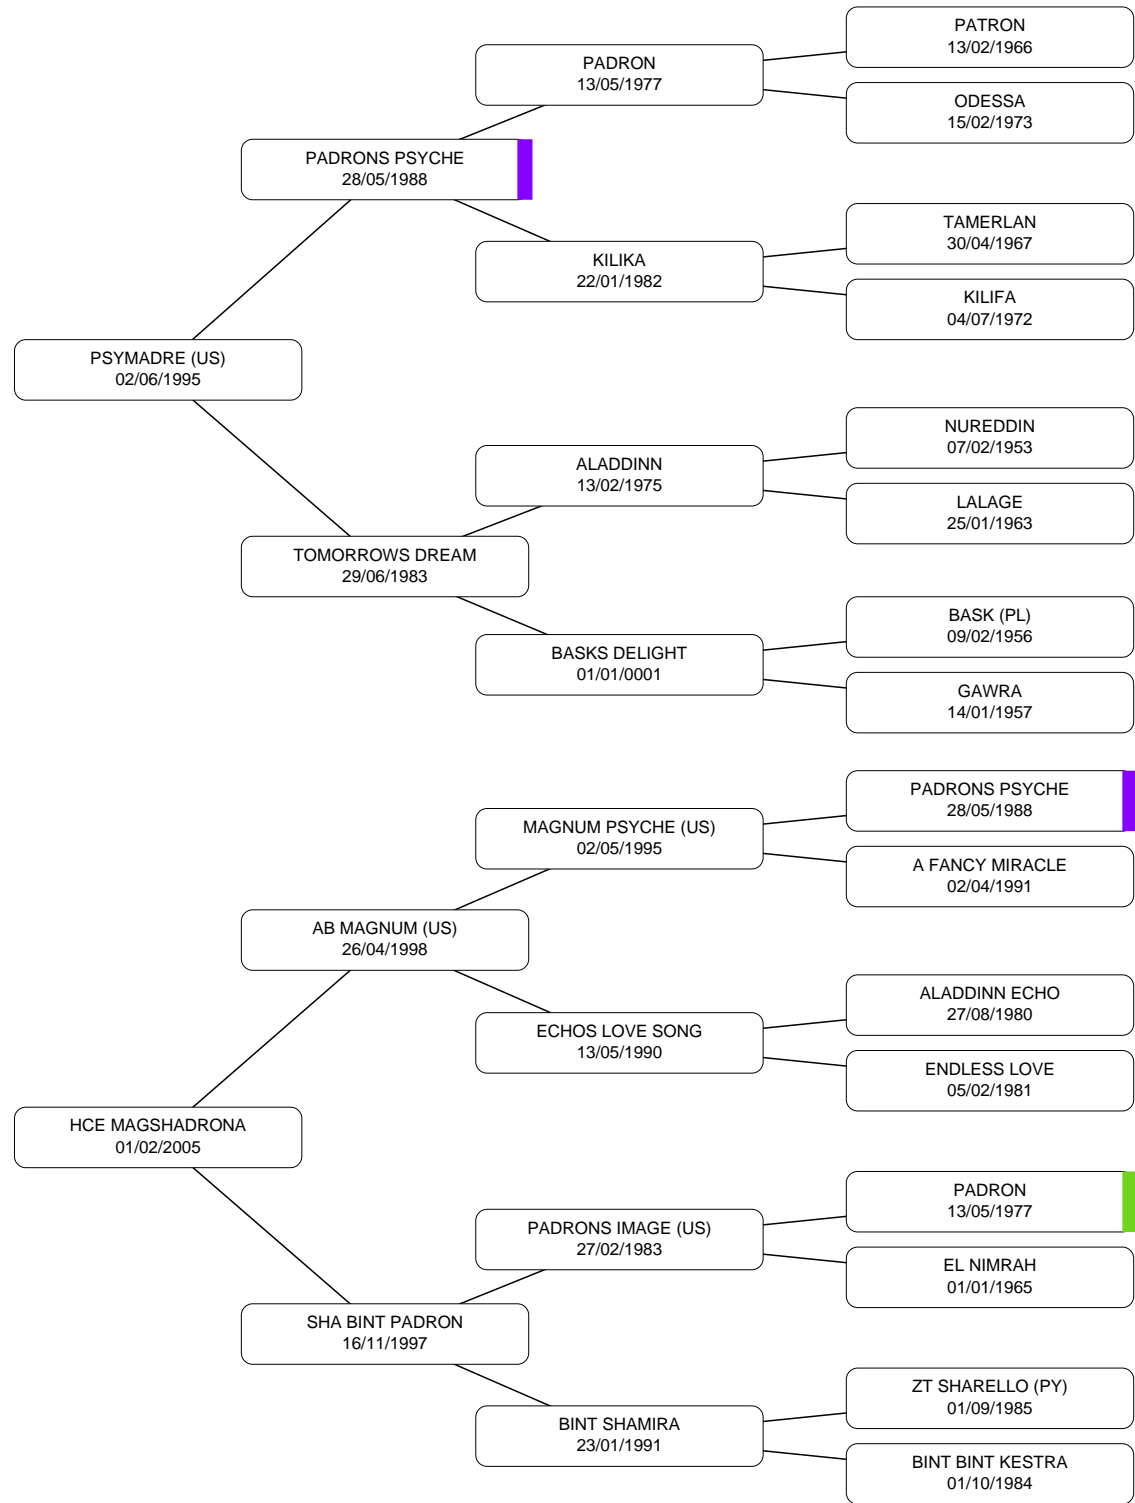 PATRON
13/02/1966
PADRON
13/05/1977
ODESSA
15/02/1973
PADRONS PSYCHE
28/05/1988
TAMERLAN
30/04/1967
KILIKA
22/01/1982
KILIFA
04/07/1972
PSYMADRE (US)
02/06/1995
NUREDDIN
07/02/1953
ALADDINN
13/02/1975
LALAGE
25/01/1963
TOMORROWS DREAM
29/06/1983
BASK (PL)
09/02/1956
BASKS DELIGHT
01/01/0001
GAWRA
14/01/1957
PADRONS PSYCHE
28/05/1988
MAGNUM PSYCHE (US)
02/05/1995
A FANCY MIRACLE
02/04/1991
AB MAGNUM (US)
26/04/1998
ALADDINN ECHO
27/08/1980
ECHOS LOVE SONG
13/05/1990
ENDLESS LOVE
05/02/1981
HCE MAGSHADRONA
01/02/2005
PADRON
13/05/1977
PADRONS IMAGE (US)
27/02/1983
EL NIMRAH
01/01/1965
SHA BINT PADRON
16/11/1997
ZT SHARELLO (PY)
01/09/1985
BINT SHAMIRA
23/01/1991
BINT BINT KESTRA
01/10/1984